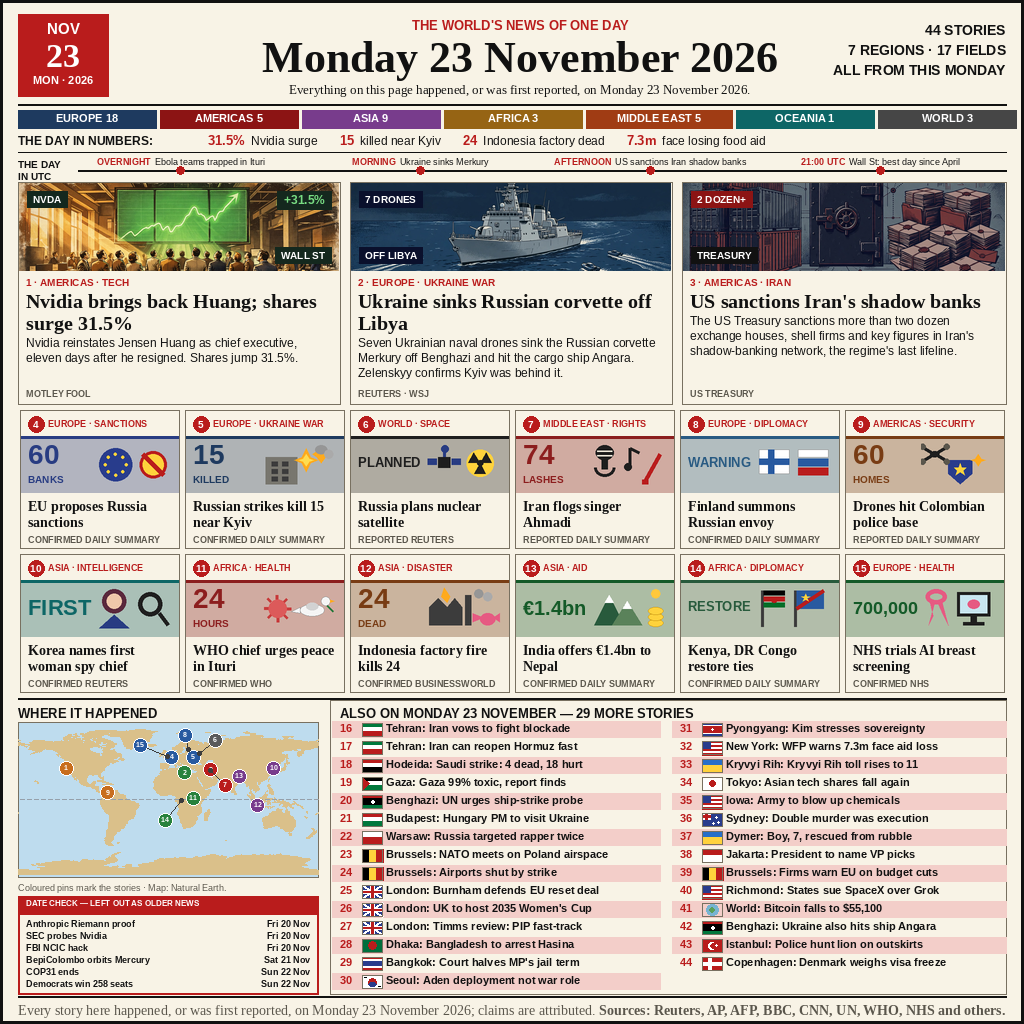 NOV
23
MON · 2026
THE WORLD'S NEWS OF ONE DAY
Monday 23 November 2026
Everything on this page happened, or was first reported, on Monday 23 November 2026.
44 STORIES
7 REGIONS · 17 FIELDS
ALL FROM THIS MONDAY
EUROPE 18
AMERICAS 5
ASIA 9
AFRICA 3
MIDDLE EAST 5
OCEANIA 1
WORLD 3
THE DAY IN NUMBERS:
31.5% Nvidia surge
15 killed near Kyiv
24 Indonesia factory dead
7.3m face losing food aid
THE DAY
IN UTC
OVERNIGHT Ebola teams trapped in Ituri
MORNING Ukraine sinks Merkury
AFTERNOON US sanctions Iran shadow banks
21:00 UTC Wall St: best day since April
NVDA
+31.5%
WALL ST
1 · AMERICAS · TECH
Nvidia brings back Huang; shares
surge 31.5%
Nvidia reinstates Jensen Huang as chief executive,
eleven days after he resigned. Shares jump 31.5%.
MOTLEY FOOL
7 DRONES
OFF LIBYA
2 · EUROPE · UKRAINE WAR
Ukraine sinks Russian corvette off
Libya
Seven Ukrainian naval drones sink the Russian corvette
Merkury off Benghazi and hit the cargo ship Angara.
Zelenskyy confirms Kyiv was behind it.
REUTERS · WSJ
2 DOZEN+
TREASURY
3 · AMERICAS · IRAN
US sanctions Iran's shadow banks
The US Treasury sanctions more than two dozen
exchange houses, shell firms and key figures in Iran's
shadow-banking network, the regime's last lifeline.
US TREASURY
4 EUROPE · SANCTIONS
60
BANKS
EU proposes Russia
sanctions
CONFIRMED DAILY SUMMARY
5 EUROPE · UKRAINE WAR
15
KILLED
Russian strikes kill 15
near Kyiv
CONFIRMED DAILY SUMMARY
6 WORLD · SPACE
PLANNED
Russia plans nuclear
satellite
REPORTED REUTERS
7 MIDDLE EAST · RIGHTS
74
LASHES
Iran flogs singer
Ahmadi
CONFIRMED DAILY SUMMARY
8 EUROPE · DIPLOMACY
WARNING
Finland summons
Russian envoy
CONFIRMED DAILY SUMMARY
9 AMERICAS · SECURITY
60
HOMES
Drones hit Colombian
police base
REPORTED DAILY SUMMARY
10 ASIA · INTELLIGENCE
FIRST
Korea names first
woman spy chief
CONFIRMED REUTERS
11 AFRICA · HEALTH
24
HOURS
WHO chief urges peace
in Ituri
CONFIRMED WHO
12 ASIA · DISASTER
24
DEAD
Indonesia factory fire
kills 24
CONFIRMED BUSINESSWORLD
13 ASIA · AID
€1.4bn
India offers €1.4bn to
Nepal
CONFIRMED DAILY SUMMARY
14 AFRICA · DIPLOMACY
RESTORE
Kenya, DR Congo
restore ties
CONFIRMED DAILY SUMMARY
15 EUROPE · HEALTH
700,000
NHS trials AI breast
screening
CONFIRMED NHS
WHERE IT HAPPENED
15
8
6
4
5
1
2
13
10
7
9
11
12
14
Coloured pins mark the stories · Map: Natural Earth.
DATE CHECK — LEFT OUT AS OLDER NEWS
Anthropic Riemann proof Fri 20 Nov
SEC probes Nvidia Fri 20 Nov
FBI NCIC hack Fri 20 Nov
BepiColombo orbits Mercury Sat 21 Nov
COP31 ends Sun 22 Nov
Democrats win 258 seats Sun 22 Nov
ALSO ON MONDAY 23 NOVEMBER — 29 MORE STORIES
16 Tehran: Iran vows to fight blockade
17 Tehran: Iran can reopen Hormuz fast
18 Hodeida: Saudi strike: 4 dead, 18 hurt
19 Gaza: Gaza 99% toxic, report finds
20 Benghazi: UN urges ship-strike probe
21 Budapest: Hungary PM to visit Ukraine
22 Warsaw: Russia targeted rapper twice
23 Brussels: NATO meets on Poland airspace
24 Brussels: Airports shut by strike
25 London: Burnham defends EU reset deal
26 London: UK to host 2035 Women's Cup
27 London: Timms review: PIP fast-track
28 Dhaka: Bangladesh to arrest Hasina
29 Bangkok: Court halves MP's jail term
30 Seoul: Aden deployment not war role
31 Pyongyang: Kim stresses sovereignty
32 New York: WFP warns 7.3m face aid loss
33 Kryvyi Rih: Kryvyi Rih toll rises to 11
34 Tokyo: Asian tech shares fall again
35 Iowa: Army to blow up chemicals
36 Sydney: Double murder was execution
37 Dymer: Boy, 7, rescued from rubble
38 Jakarta: President to name VP picks
39 Brussels: Firms warn EU on budget cuts
40 Richmond: States sue SpaceX over Grok
41 World: Bitcoin falls to $55,100
42 Benghazi: Ukraine also hits ship Angara
43 Istanbul: Police hunt lion on outskirts
44 Copenhagen: Denmark weighs visa freeze
Every story here happened, or was first reported, on Monday 23 November 2026; claims are attributed. Sources: Reuters, AP, AFP, BBC, CNN, UN, WHO, NHS and others.